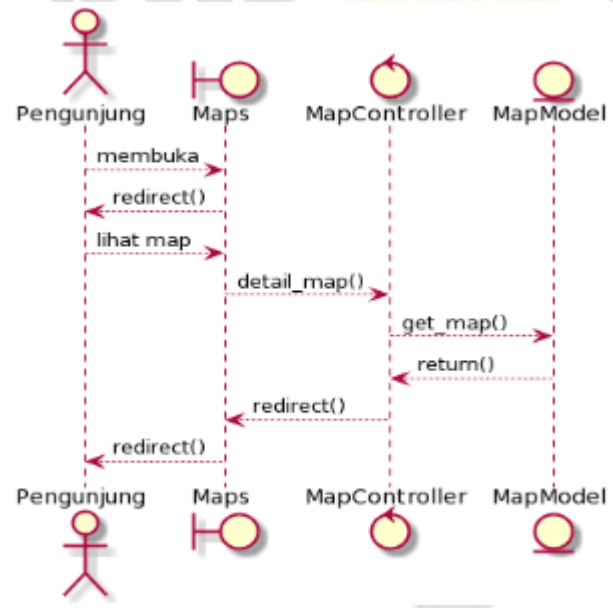 Pengunjung Maps MapController MapModel
membuka
redirect()
lihat map
detail_map()
get_map()
return()
redirect()
redirect()
Pengunjung Maps MapController MapModel